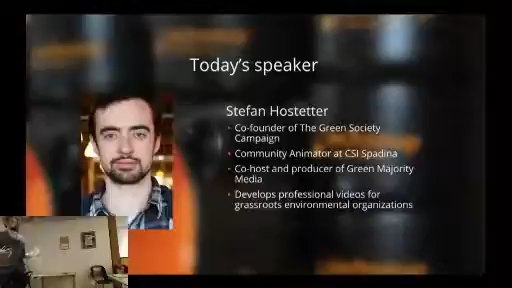 Today's speaker
Stefan Hostetter
Co-founder of The Green Society
Campaign
Community Animator at CSI Spadina
Co-host and producer of Green Majority
Media
Develops professional videos for
grassroots environmental organizations